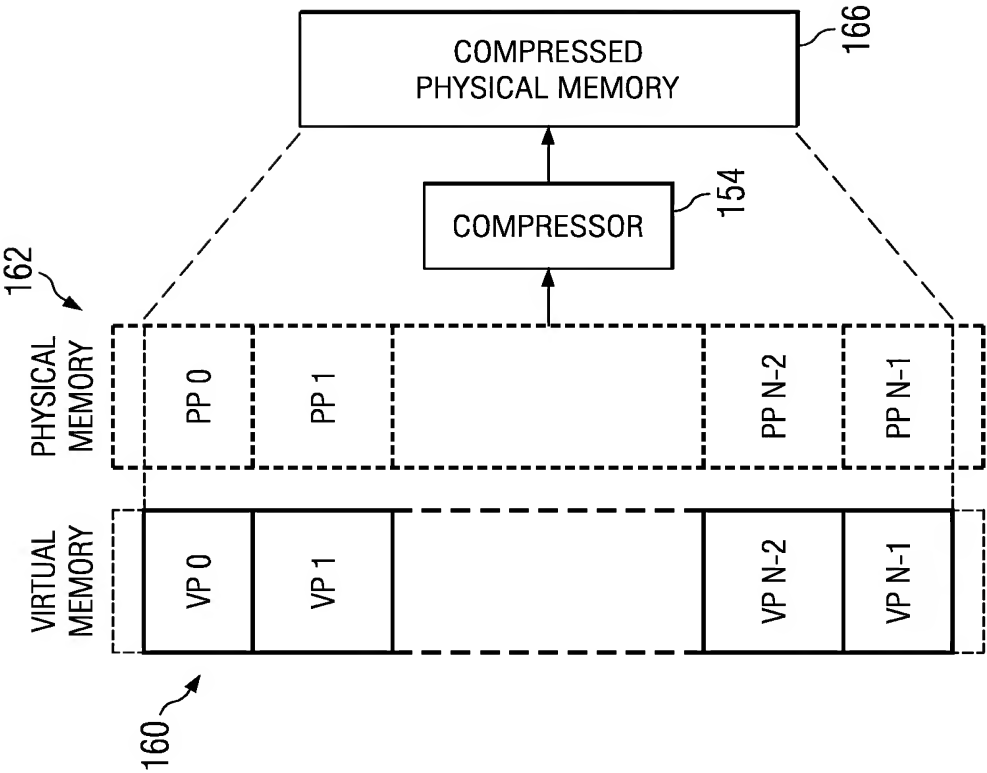 162
PHYSICAL
MEMORY
VIRTUAL
MEMORY
160
VP 0
VP 1
VP N-2
VP N-1
PP 0
PP 1
PP N-2
PP N-1
COMPRESSOR
154
COMPRESSED
PHYSICAL MEMORY
166